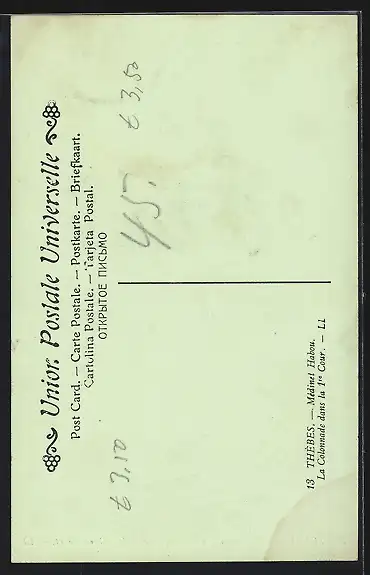 Union Postale Universelle
Post Card. — Carte Postale. — Postkarte. — Briefkaart.
Cartolina Postale. — Tarjeta Postal.
ОТКРЫТОЕ ПИСЬМО
£ 3,10
45.
£ 3,50
13 THÈBES. — Médinet Habou.
La Colonnade dans la 1re Cour. — LL